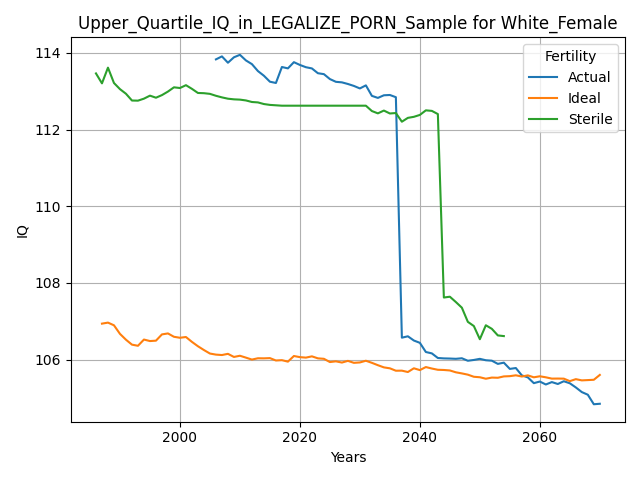 Upper_Quartile_IQ_in_LEGALIZE_PORN_Sample for White_Female
Fertility
Actual
Ideal
Sterile
114
112
110
108
106
IQ
2000
2020
2040
2060
Years